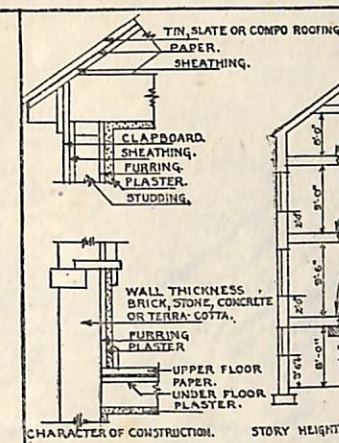 TIN, SLATE OR COMPO ROOFING
PAPER.
SHEATHING.
CLAPBOARD.
SHEATHING.
FURRING.
PLASTER.
STUDDING.
WALL THICKNESS
BRICK, STONE, CONCRETE
OR TERRA-COTTA.
FURRING
PLASTER
UPPER FLOOR
PAPER.
UNDER FLOOR
PLASTER.
CHARACTER OF CONSTRUCTION.
8'-0"
9'-0"
2'-0"
9'-6"
2'-0"
8'-0"
STORY HEIGHT